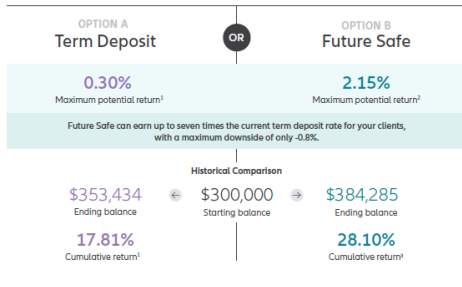 OPTION A
Term Deposit
OR
OPTION B
Future Safe
0.30%
Maximum potential return¹
2.15%
Maximum potential return²
Future Safe can earn up to seven times the current term deposit rate for your clients,
with a maximum downside of only -0.8%.
Historical Comparison
$353,434 ← $300,000 → $384,285
Ending balance Starting balance Ending balance
17.81% 28.10%
Cumulative return¹ Cumulative return³